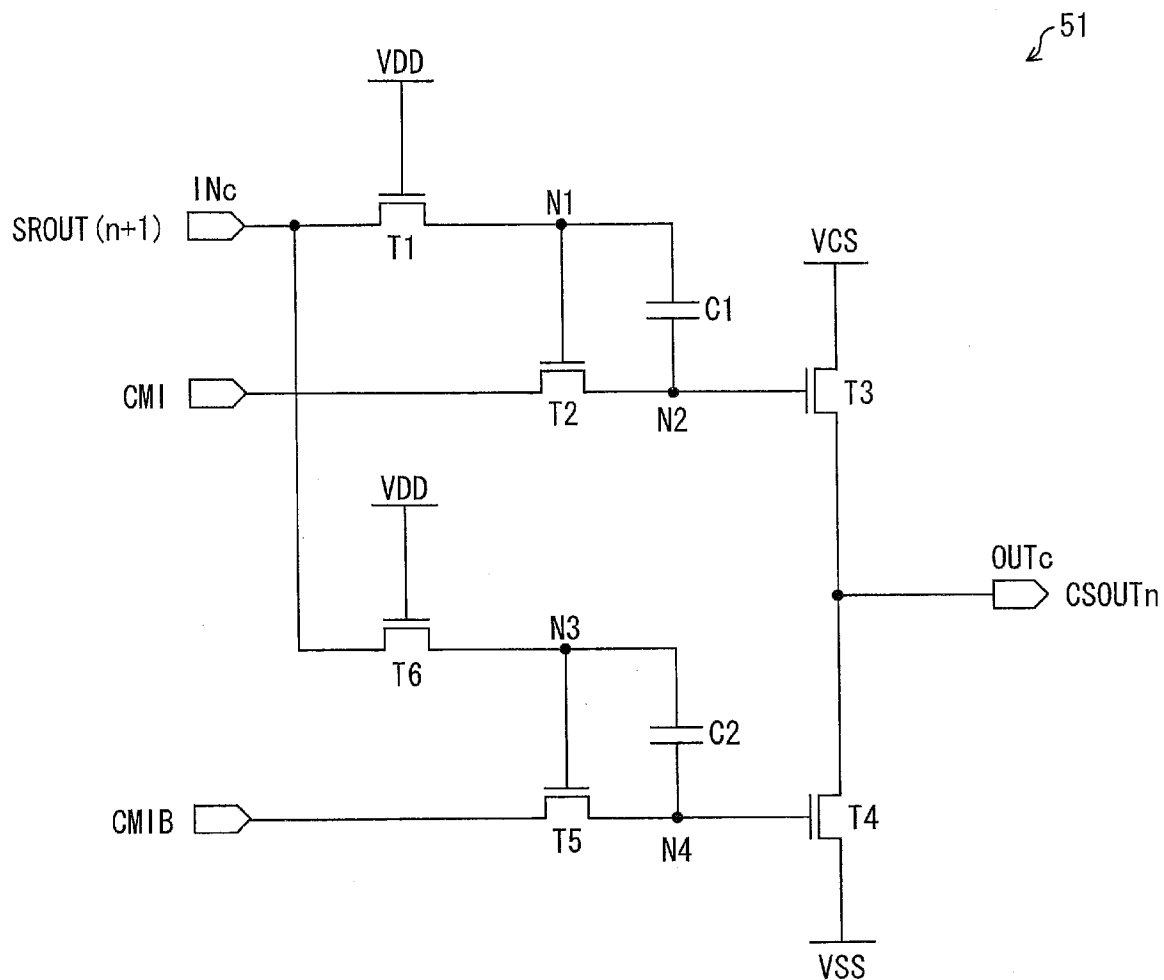 51
VDD
INc
SROUT(n+1)
T1
N1
VCS
C1
CMI
T2
N2
T3
VDD
OUTc
CSOUTn
T6
N3
C2
CMIB
T5
N4
T4
VSS